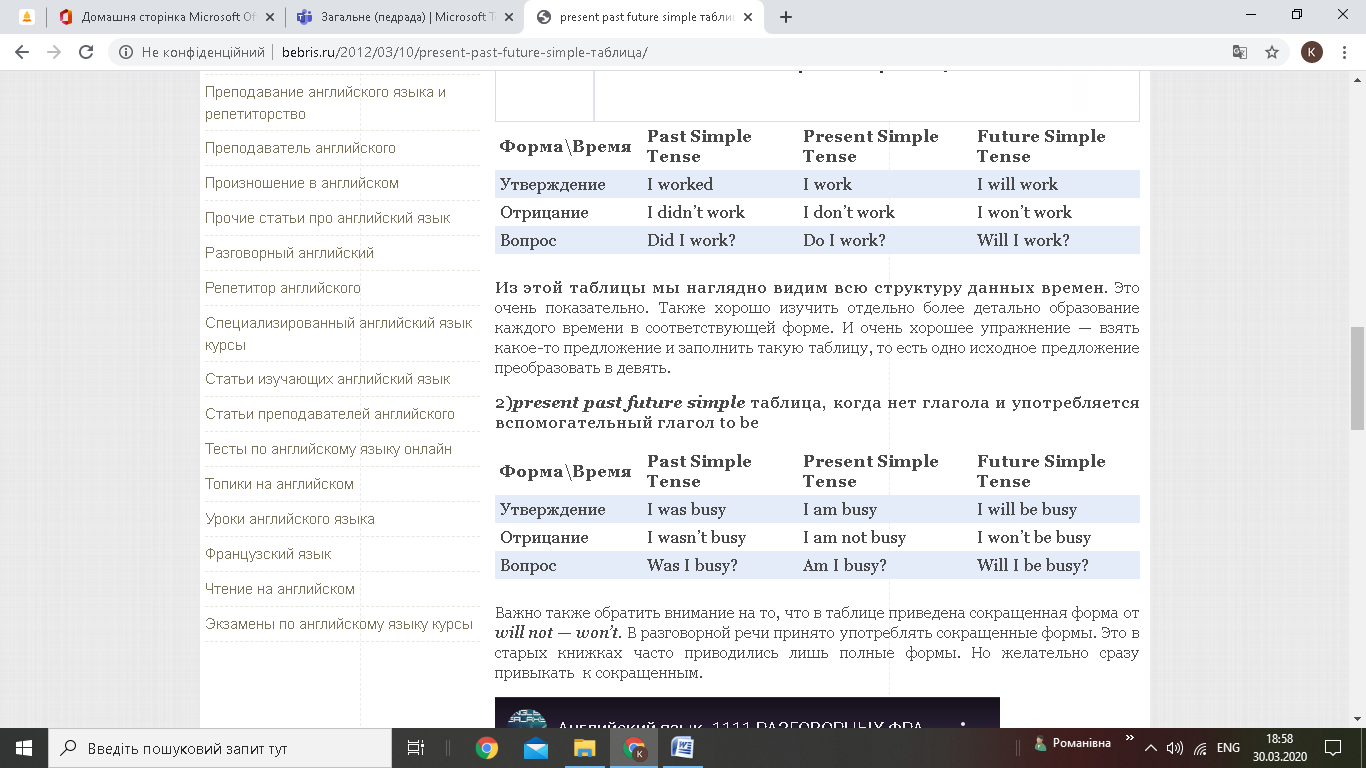 Домашня сторінка Microsoft Of
Загальне (педрада) | Microsoft T
present past future simple табли
Не конфіденційний | bebris.ru/2012/03/10/present-past-future-simple-таблица/
K
Преподавание английского языка и
репетиторство
Преподаватель английского
Произношение в английском
Прочие статьи про английский язык
Разговорный английский
Репетитор английского
Специализированный английский язык
курсы
Статьи изучающих английский язык
Статьи преподавателей английского
Тесты по английскому языку онлайн
Топики на английском
Уроки английского языка
Французский язык
Чтение на английском
Экзамены по английскому языку курсы
Форма\Время Past Simple Tense Present Simple Tense Future Simple Tense
Утверждение I worked I work I will work
Отрицание I didn’t work I don’t work I won’t work
Вопрос Did I work? Do I work? Will I work?
Из этой таблицы мы наглядно видим всю структуру данных времен. Это
очень показательно. Также хорошо изучить отдельно более детально образование
каждого времени в соответствующей форме. И очень хорошее упражнение — взять
какое-то предложение и заполнить такую таблицу, то есть одно исходное предложение
преобразовать в девять.
2)present past future simple таблица, когда нет глагола и употребляется
вспомогательный глагол to be
Форма\Время Past Simple Tense Present Simple Tense Future Simple Tense
Утверждение I was busy I am busy I will be busy
Отрицание I wasn’t busy I am not busy I won’t be busy
Вопрос Was I busy? Am I busy? Will I be busy?
Важно также обратить внимание на то, что в таблице приведена сокращенная форма от
will not — won’t. В разговорной речи принято употреблять сокращенные формы. Это в
старых книжках часто приводились лишь полные формы. Но желательно сразу
привыкать к сокращенным.
Английский язык. 1111 РАЗГОВОРНЫХ ФРА
Введіть пошуковий запит тут
Романівна
ENG
18:58
30.03.2020